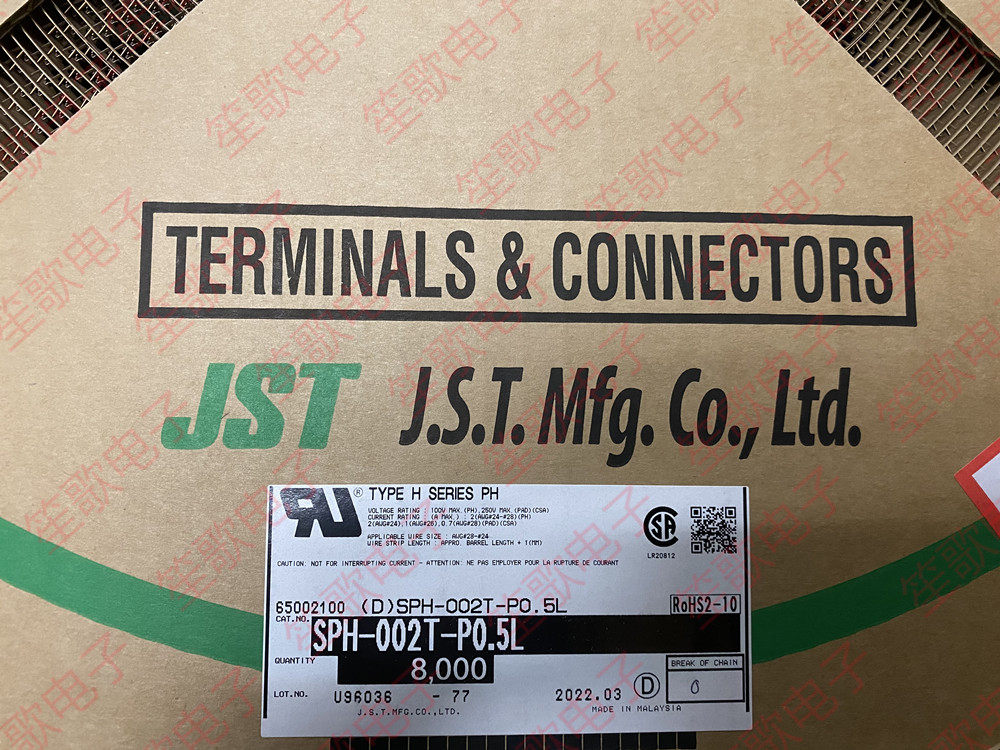 TERMINALS & CONNECTORS
JST J.S.T. Mfg. Co., Ltd.
RU ® TYPE H SERIES PH
VOLTAGE RATING : 100V MAX.(PH),250V MAX.(PAD)(CSA)
CURRENT RATING : (A MAX.) : 2(AWG#24-#28)(PH)
2(AWG#24),1(AWG#26),0.7(AWG#28)(PAD)(CSA)
APPLICABLE WIRE SIZE : AWG#28-#24
WIRE STRIP LENGTH : APPRO. BARREL LENGTH + 1(MM)
SA LR20812
CAUTION: NOT FOR INTERRUPTING CURRENT - ATTENTION: NE PAS EMPLOYER POUR LA RUPTURE DE COURANT
65002100 (D)SPH-002T-P0.5L RoHS2-10
CAT.NO. SPH-002T-P0.5L
QUANTITY 8,000
BREAK OF CHAIN
LOT.NO. U96036 - 77 2022.03 D 0
J.S.T.MFG.CO.,LTD. MADE IN MALAYSIA
笙歌电子